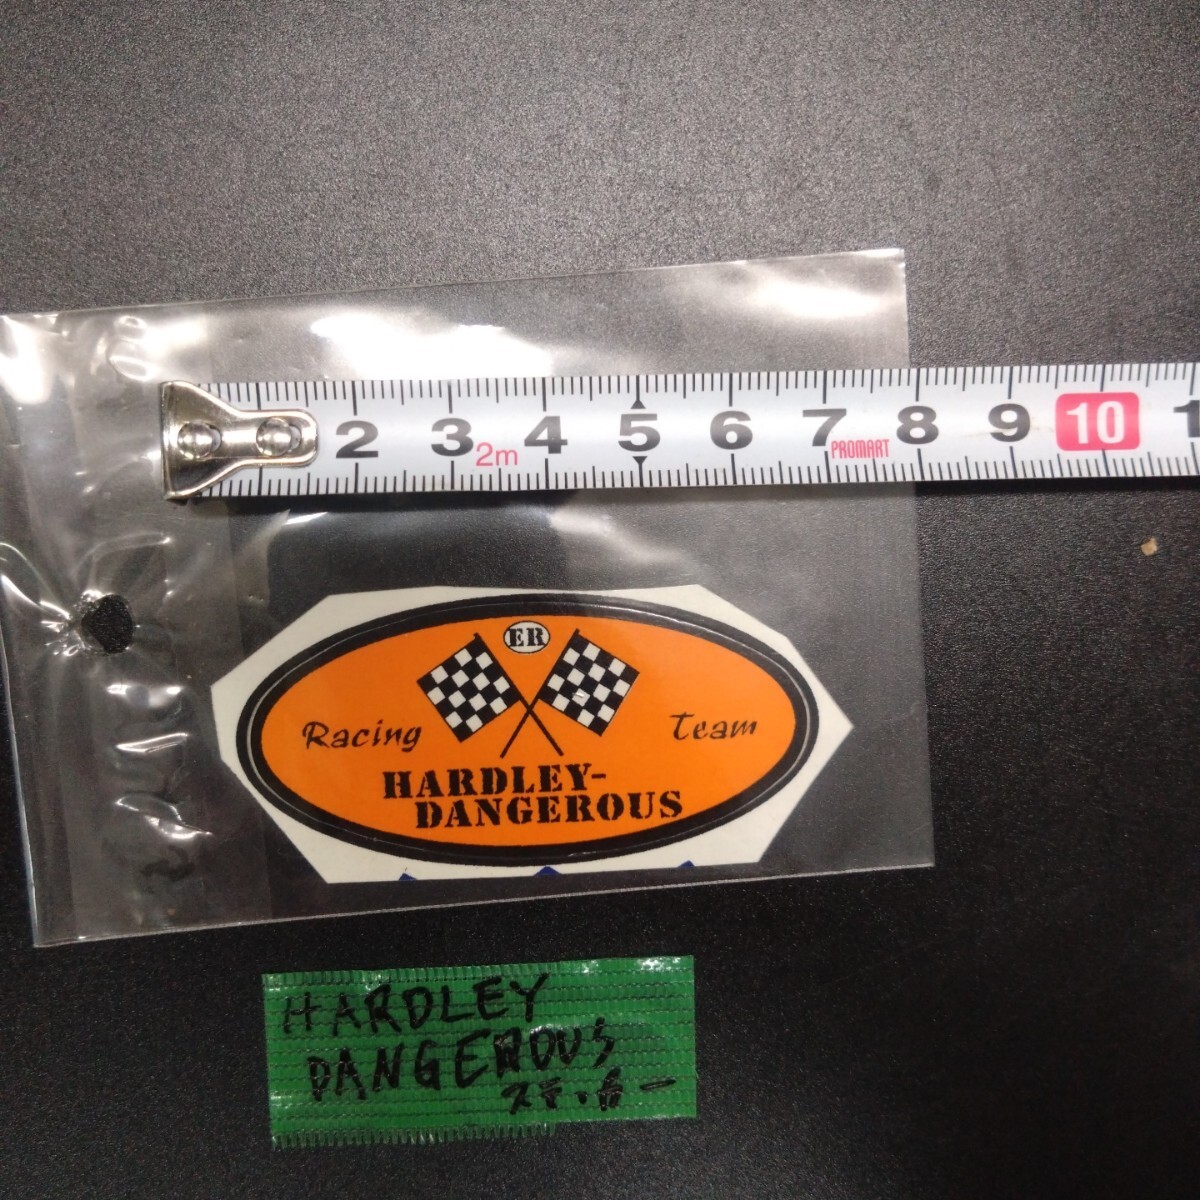 2 3 4 5 6 7 8 9 10 1
2m
PROMART
ER
Racing Team
HARDLEY-
DANGEROUS
HARDLEY
DANGEROUS
ステッカー